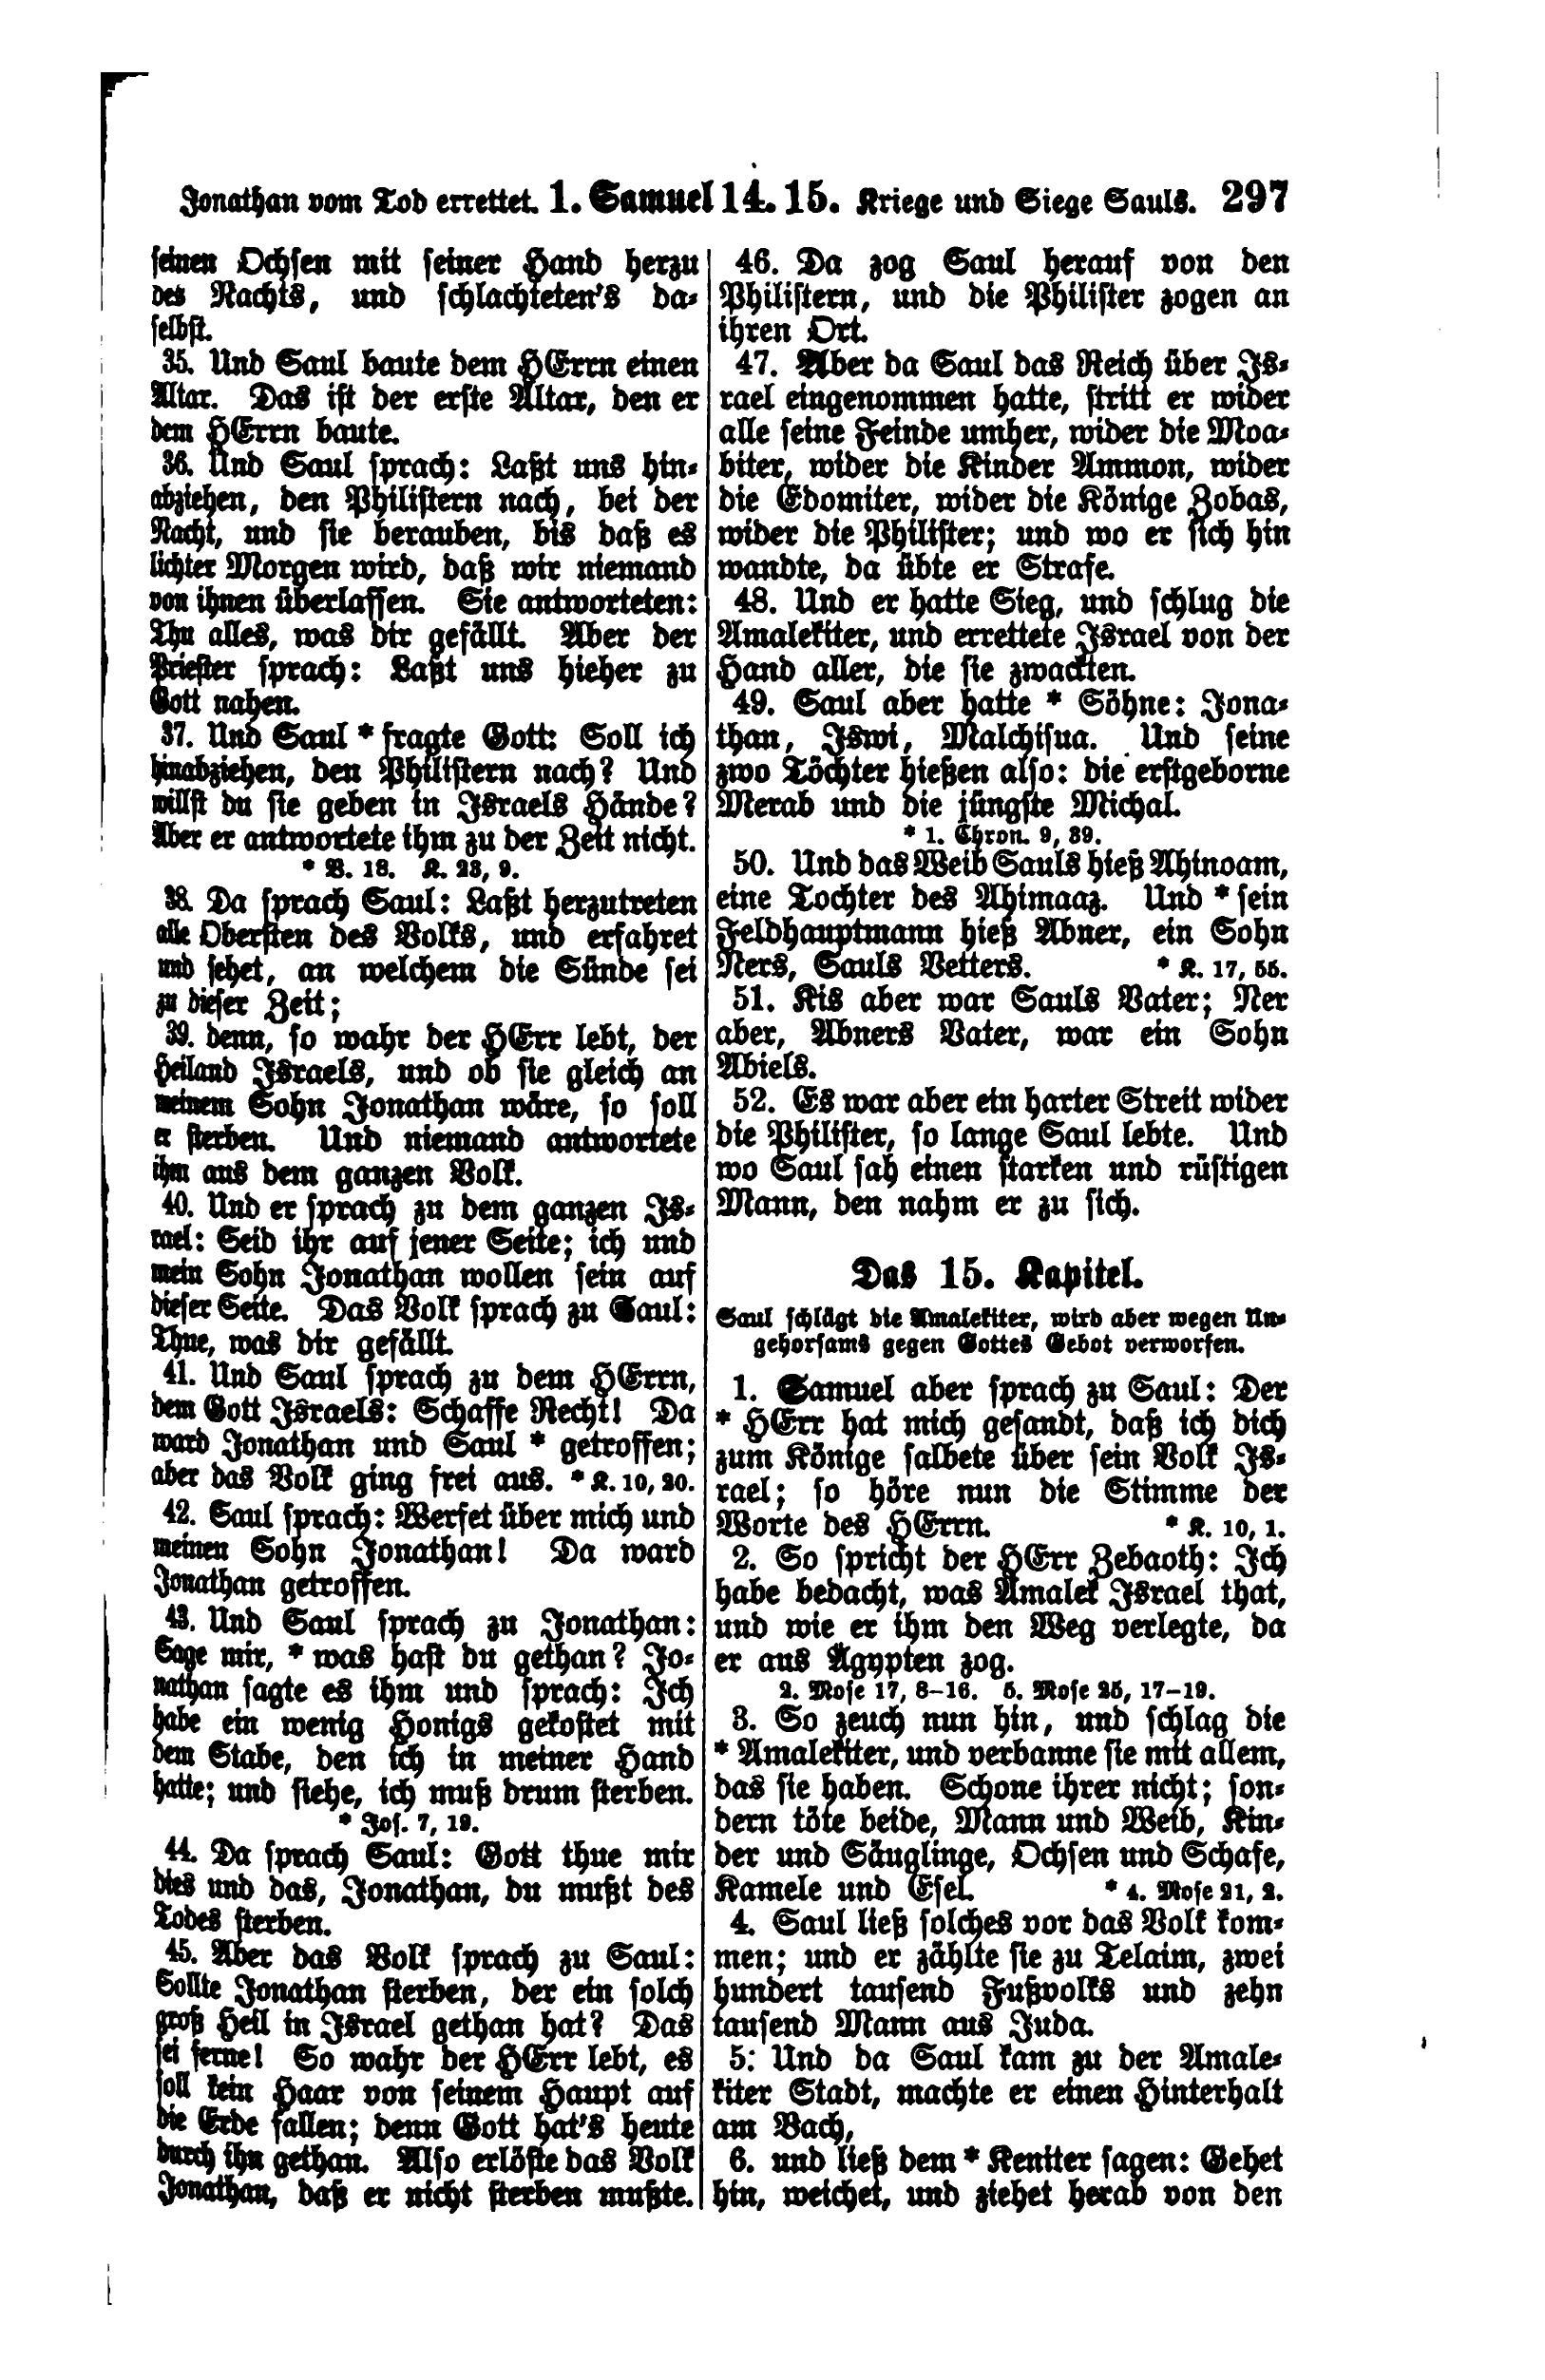 Jonathan vom Tod errettet. 1. Samuel 14. 15. Kriege und Siege Sauls. 297
seinen Ochsen mit seiner Hand herzu
des Nachts, und schlachteten's da-
selbst.
35. Und Saul baute dem HErrn einen
Altar. Das ist der erste Altar, den er
dem HErrn baute.
36. Und Saul sprach: Laßt uns hin-
abziehen, den Philistern nach, bei der
Nacht, und sie berauben, bis daß es
lichter Morgen wird, daß wir niemand
von ihnen überlassen. Sie antworteten:
Thu alles, was dir gefällt. Aber der
Priester sprach: Laßt uns hieher zu
Gott nahen.
37. Und Saul * fragte Gott: Soll ich
hinabziehen, den Philistern nach? Und
willst du sie geben in Israels Hände?
Aber er antwortete ihm zu der Zeit nicht.
* V. 18. K. 23, 9.
38. Da sprach Saul: Laßt herzutreten
alle Obersten des Volks, und erfahret
und sehet, an welchem die Sünde sei
zu dieser Zeit;
39. denn, so wahr der HErr lebt, der
Heiland Israels, und ob sie gleich an
meinem Sohn Jonathan wäre, so soll
er sterben. Und niemand antwortete
ihm aus dem ganzen Volk.
40. Und er sprach zu dem ganzen Is-
rael: Seid ihr auf jener Seite; ich und
mein Sohn Jonathan wollen sein auf
dieser Seite. Das Volk sprach zu Saul:
Thue, was dir gefällt.
41. Und Saul sprach zu dem HErrn,
dem Gott Israels: Schaffe Recht! Da
ward Jonathan und Saul * getroffen;
aber das Volk ging frei aus. * K. 10, 20.
42. Saul sprach: Werfet über mich und
meinen Sohn Jonathan! Da ward
Jonathan getroffen.
43. Und Saul sprach zu Jonathan:
Sage mir, * was hast du gethan? Jo-
nathan sagte es ihm und sprach: Ich
habe ein wenig Honigs gekostet mit
dem Stabe, den ich in meiner Hand
hatte; und siehe, ich muß drum sterben.
* Jos. 7, 19.
44. Da sprach Saul: Gott thue mir
dies und das, Jonathan, du mußt des
Todes sterben.
45. Aber das Volk sprach zu Saul:
Sollte Jonathan sterben, der ein solch
groß Heil in Israel gethan hat? Das
sei ferne! So wahr der HErr lebt, es
soll kein Haar von seinem Haupt auf
die Erde fallen; denn Gott hat's heute
durch ihn gethan. Also erlöste das Volk
Jonathan, daß er nicht sterben mußte.
46. Da zog Saul herauf von den
Philistern, und die Philister zogen an
ihren Ort.
47. Aber da Saul das Reich über Is-
rael eingenommen hatte, stritt er wider
alle seine Feinde umher, wider die Moa-
biter, wider die Kinder Ammon, wider
die Edomiter, wider die Könige Zobas,
wider die Philister; und wo er sich hin
wandte, da übte er Strafe.
48. Und er hatte Sieg, und schlug die
Amalekiter, und errettete Israel von der
Hand aller, die sie zwackten.
49. Saul aber hatte * Söhne: Jona-
than, Iswi, Malchisua. Und seine
zwo Töchter hießen also: die erstgeborne
Merab und die jüngste Michal.
* 1. Chron. 9, 39.
50. Und das Weib Sauls hieß Ahinoam,
eine Tochter des Ahimaaz. Und * sein
Feldhauptmann hieß Abner, ein Sohn
Ners, Sauls Vetters. * K. 17, 55.
51. Kis aber war Sauls Vater; Ner
aber, Abners Vater, war ein Sohn
Abiels.
52. Es war aber ein harter Streit wider
die Philister, so lange Saul lebte. Und
wo Saul sah einen starken und rüstigen
Mann, den nahm er zu sich.
Das 15. Kapitel.
Saul schlägt die Amalekiter, wird aber wegen Un-
gehorsams gegen Gottes Gebot verworfen.
1. Samuel aber sprach zu Saul: Der
* HErr hat mich gesandt, daß ich dich
zum Könige salbete über sein Volk Is-
rael; so höre nun die Stimme der
Worte des HErrn. * K. 10, 1.
2. So spricht der HErr Zebaoth: Ich
habe bedacht, was Amalek Israel that,
und wie er ihm den Weg verlegte, da
er aus Ägypten zog.
2. Mose 17, 8-16. 5. Mose 25, 17-19.
3. So zeuch nun hin, und schlag die
* Amalekiter, und verbanne sie mit allem,
das sie haben. Schone ihrer nicht; son-
dern töte beide, Mann und Weib, Kin-
der und Säuglinge, Ochsen und Schafe,
Kamele und Esel. * 4. Mose 21, 2.
4. Saul ließ solches vor das Volk kom-
men; und er zählte sie zu Telaim, zwei
hundert tausend Fußvolks und zehn
tausend Mann aus Juda.
5: Und da Saul kam zu der Amale-
kiter Stadt, machte er einen Hinterhalt
am Bach,
6. und ließ dem * Keniter sagen: Gehet
hin, weichet, und ziehet herab von den